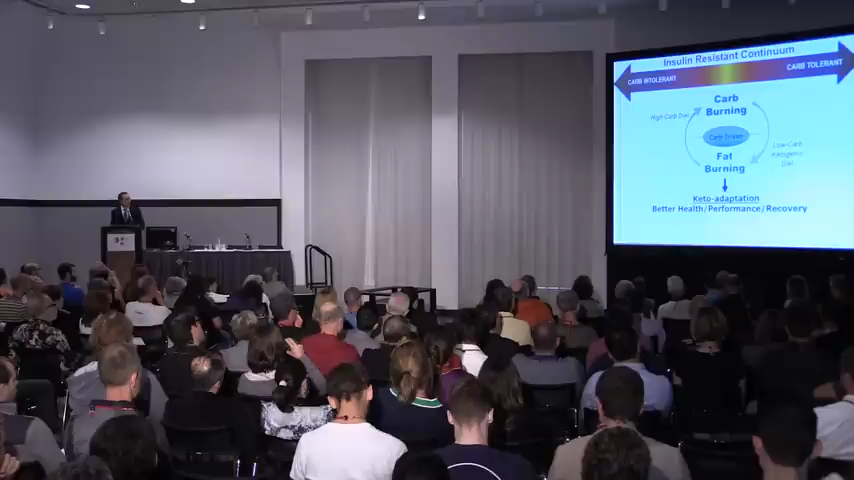 Insulin Resistant Continuum
CARB INTOLERANT
CARB TOLERANT
Carb
Burning
High-Carb Diet
Carb Driven
Fat
Burning
Low-Carb
Ketogenic
Diet
Keto-adaptation
Better Health/Performance/Recovery